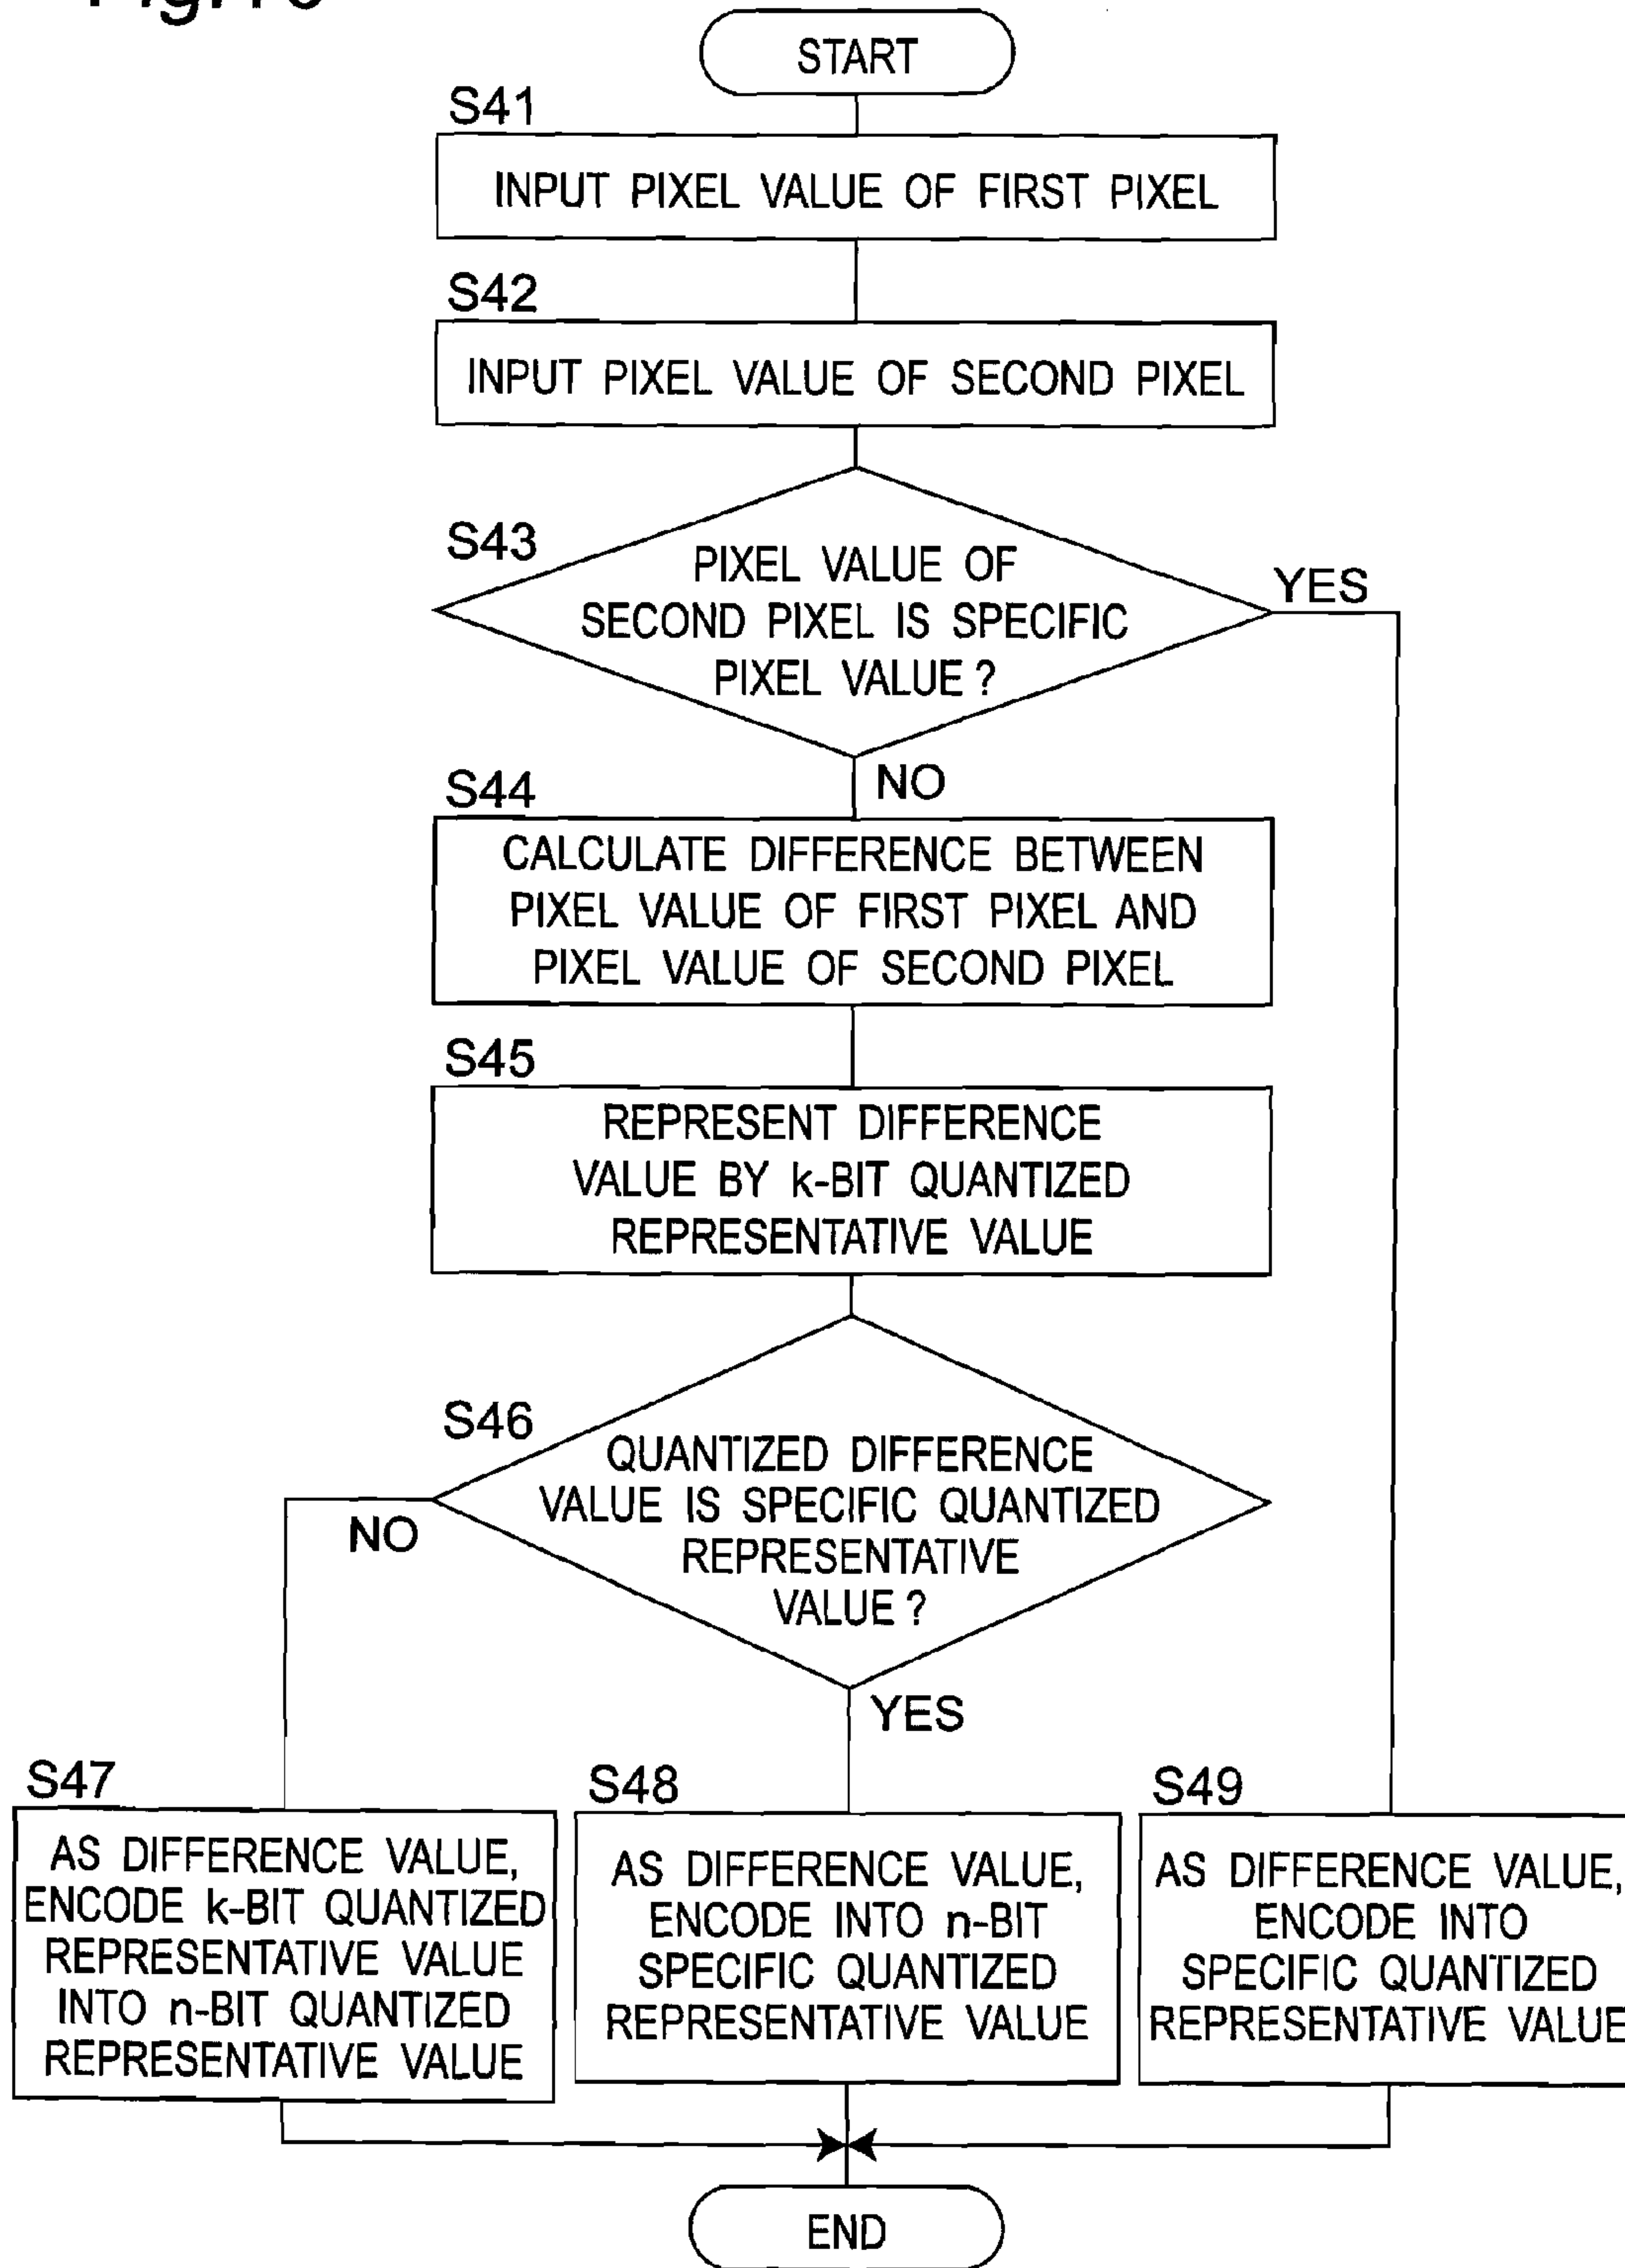 START
S41
INPUT PIXEL VALUE OF FIRST PIXEL
S42
INPUT PIXEL VALUE OF SECOND PIXEL
S43
PIXEL VALUE OF
SECOND PIXEL IS SPECIFIC
PIXEL VALUE?
YES
NO
S44
CALCULATE DIFFERENCE BETWEEN
PIXEL VALUE OF FIRST PIXEL AND
PIXEL VALUE OF SECOND PIXEL
S45
REPRESENT DIFFERENCE
VALUE BY k-BIT QUANTIZED
REPRESENTATIVE VALUE
S46
QUANTIZED DIFFERENCE
VALUE IS SPECIFIC QUANTIZED
REPRESENTATIVE
VALUE?
NO
YES
S47
AS DIFFERENCE VALUE,
ENCODE k-BIT QUANTIZED
REPRESENTATIVE VALUE
INTO n-BIT QUANTIZED
REPRESENTATIVE VALUE
S48
AS DIFFERENCE VALUE,
ENCODE INTO n-BIT
SPECIFIC QUANTIZED
REPRESENTATIVE VALUE
S49
AS DIFFERENCE VALUE,
ENCODE INTO
SPECIFIC QUANTIZED
REPRESENTATIVE VALUE
END